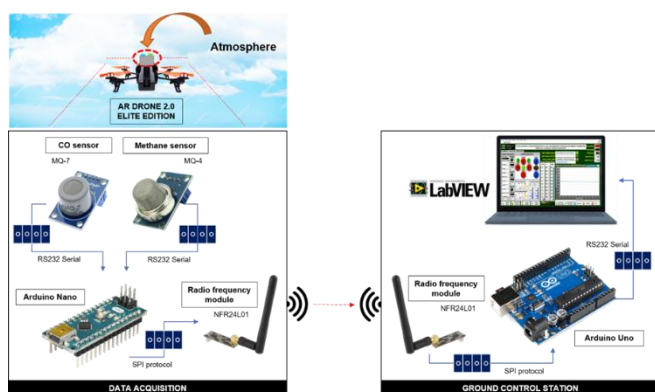 Atmosphere
AR DRONE 2.0
ELITE EDITION
CO sensor
MQ-7
Methane sensor
MQ-4
RS232 Serial
RS232 Serial
Arduino Nano
Radio frequency
module
NFR24L01
SPI protocol
DATA ACQUISITION
LabVIEW
RS232 Serial
Radio frequency
module
NFR24L01
Arduino Uno
SPI protocol
GROUND CONTROL STATION